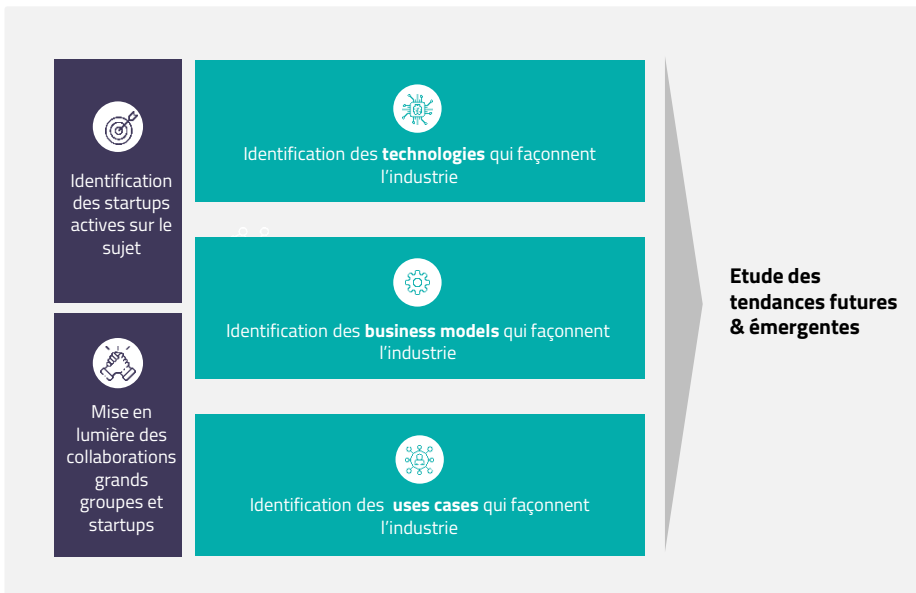 Identification
des startups
actives sur le
sujet
Mise en
lumière des
collaborations
grands
groupes et
startups
Identification des technologies qui façonnent
l'industrie
Identification des business models qui façonnent
l'industrie
Identification des  uses cases qui façonnent
l'industrie
Etude des
tendances futures
& émergentes